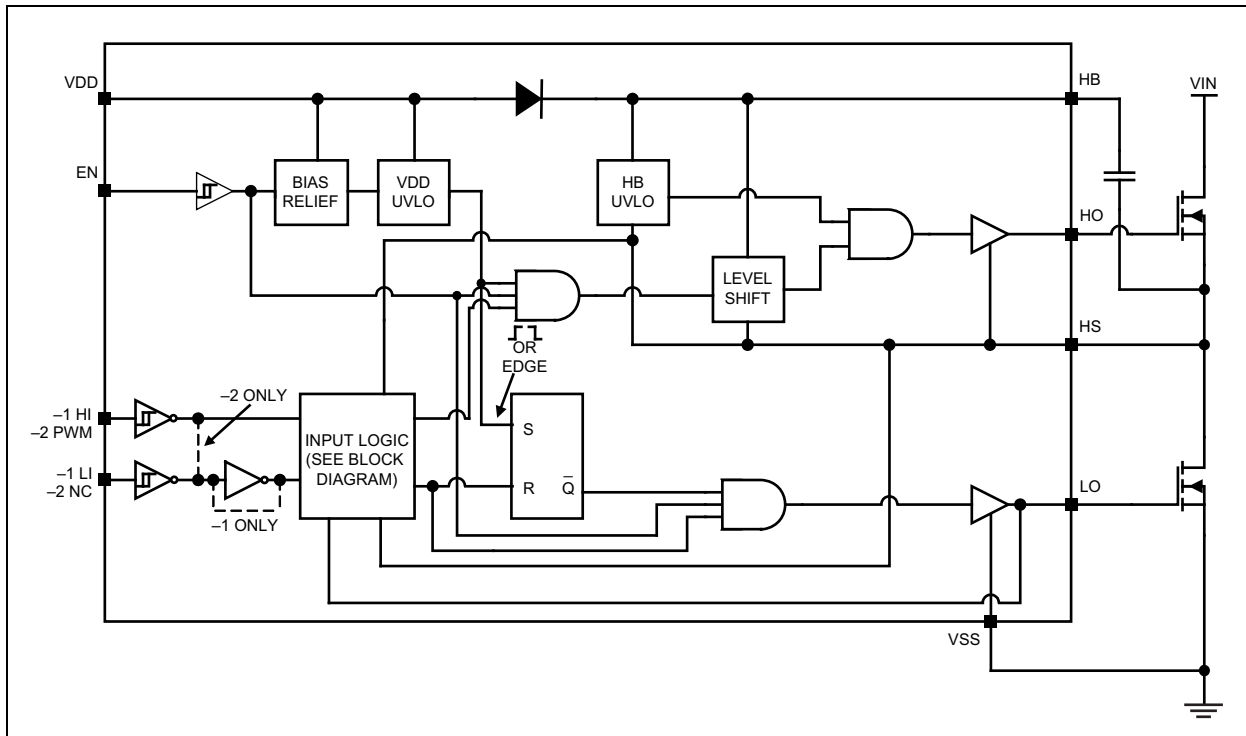 VDD
HB
VIN
EN
BIAS
RELIEF
VDD
UVLO
HB
UVLO
HO
LEVEL
SHIFT
HS
OR
EDGE
–2 ONLY
–1 HI
–2 PWM
INPUT LOGIC
(SEE BLOCK
DIAGRAM)
S
R
Q̅
–1 LI
–2 NC
–1 ONLY
LO
VSS